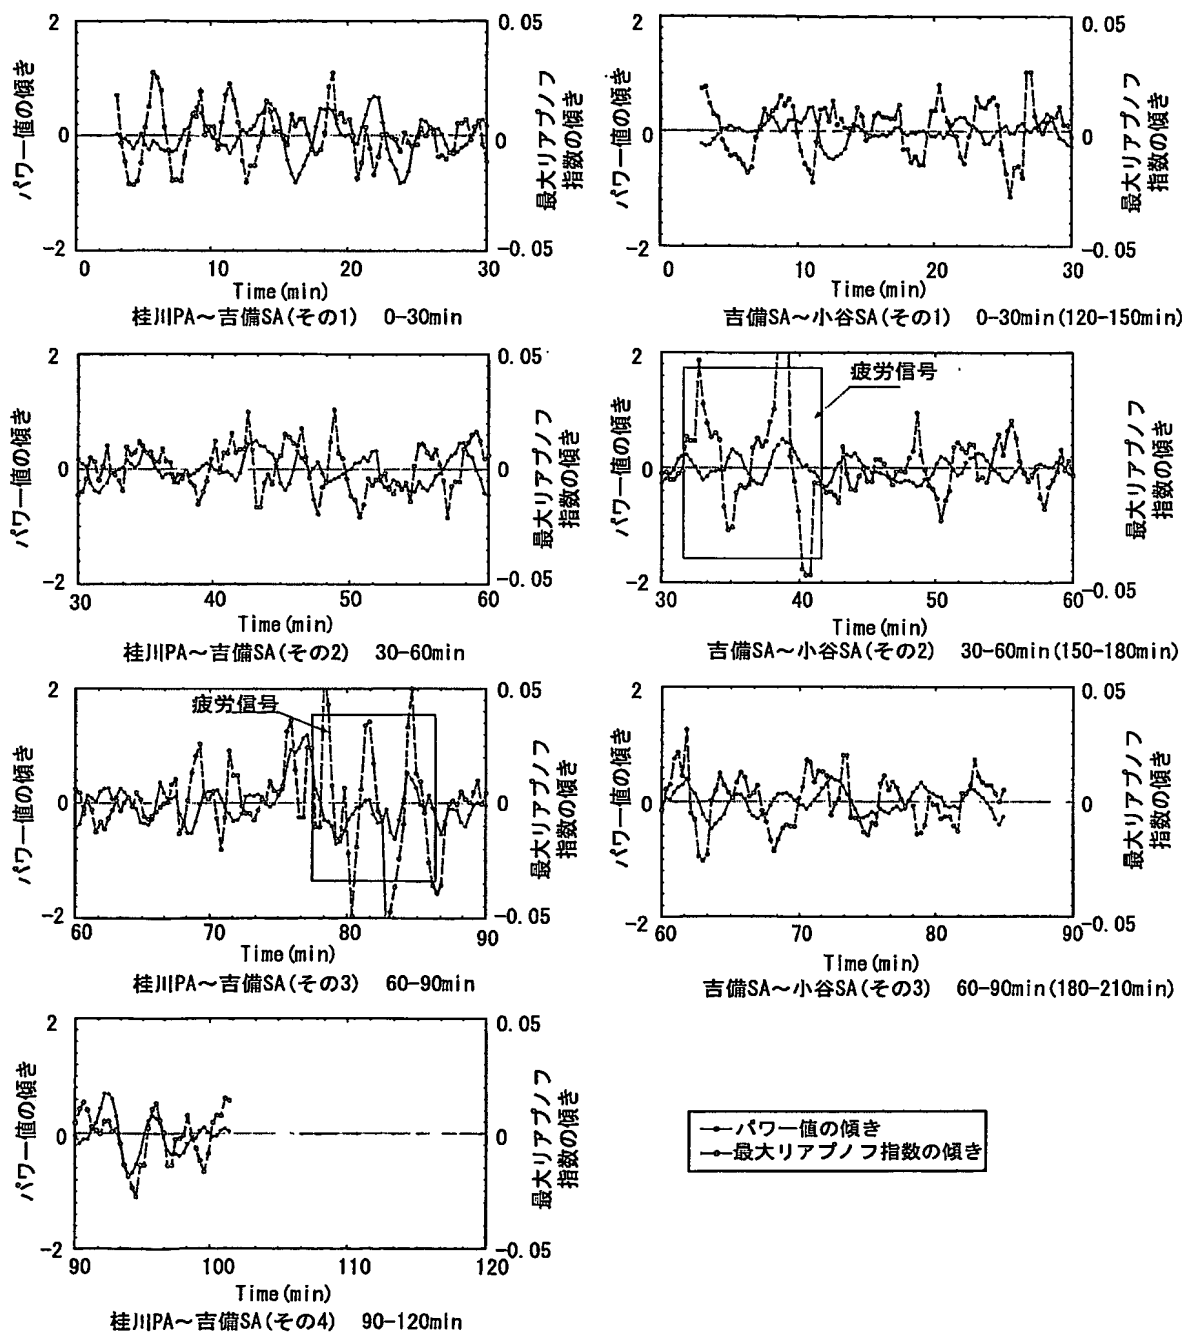 2
0.05
パワー値の傾き
0
0
最大リアプノフ
指数の傾き
-2
-0.05
0
10
20
30
Time(min)
桂川PA～吉備SA(その1) 0-30min
2
0.05
パワー値の傾き
0
0
最大リアプノフ
指数の傾き
-2
-0.05
0
10
20
30
Time(min)
吉備SA～小谷SA(その1) 0-30min(120-150min)
2
0.05
パワー値の傾き
0
0
最大リアプノフ
指数の傾き
-2
-0.05
30
40
50
60
Time(min)
桂川PA～吉備SA(その2) 30-60min
2
0.05
疲労信号
パワー値の傾き
0
0
最大リアプノフ
指数の傾き
-2
-0.05
30
40
50
60
Time(min)
吉備SA～小谷SA(その2) 30-60min(150-180min)
2
0.05
疲労信号
パワー値の傾き
0
0
最大リアプノフ
指数の傾き
-2
-0.05
60
70
80
90
Time(min)
桂川PA～吉備SA(その3) 60-90min
2
0.05
パワー値の傾き
0
0
最大リアプノフ
指数の傾き
-2
-0.05
60
70
80
90
Time(min)
吉備SA～小谷SA(その3) 60-90min(180-210min)
2
0.05
パワー値の傾き
0
0
最大リアプノフ
指数の傾き
-2
-0.05
90
100
110
120
Time(min)
桂川PA～吉備SA(その4) 90-120min
パワー値の傾き
最大リアプノフ指数の傾き